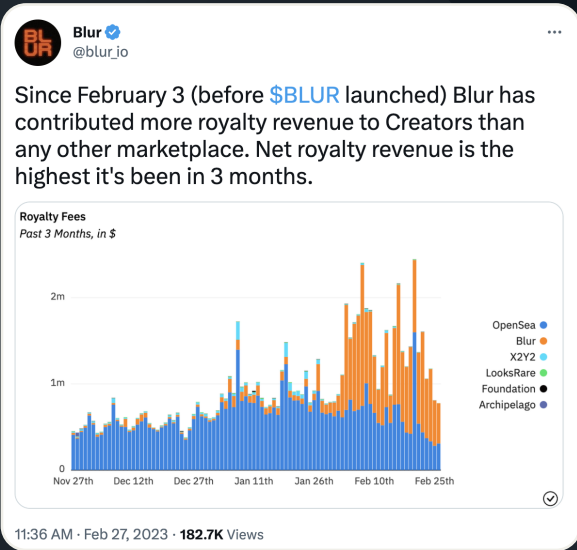 BL
UR
Blur
@blur_io
Since February 3 (before $BLUR launched) Blur has
contributed more royalty revenue to Creators than
any other marketplace. Net royalty revenue is the
highest it's been in 3 months.
Royalty Fees
Past 3 Months, in $
2m
1m
0
OpenSea
Blur
X2Y2
LooksRare
Foundation
Archipelago
Nov 27th Dec 12th Dec 27th Jan 11th Jan 26th Feb 10th Feb 25th
11:36 AM · Feb 27, 2023 · 182.7K Views